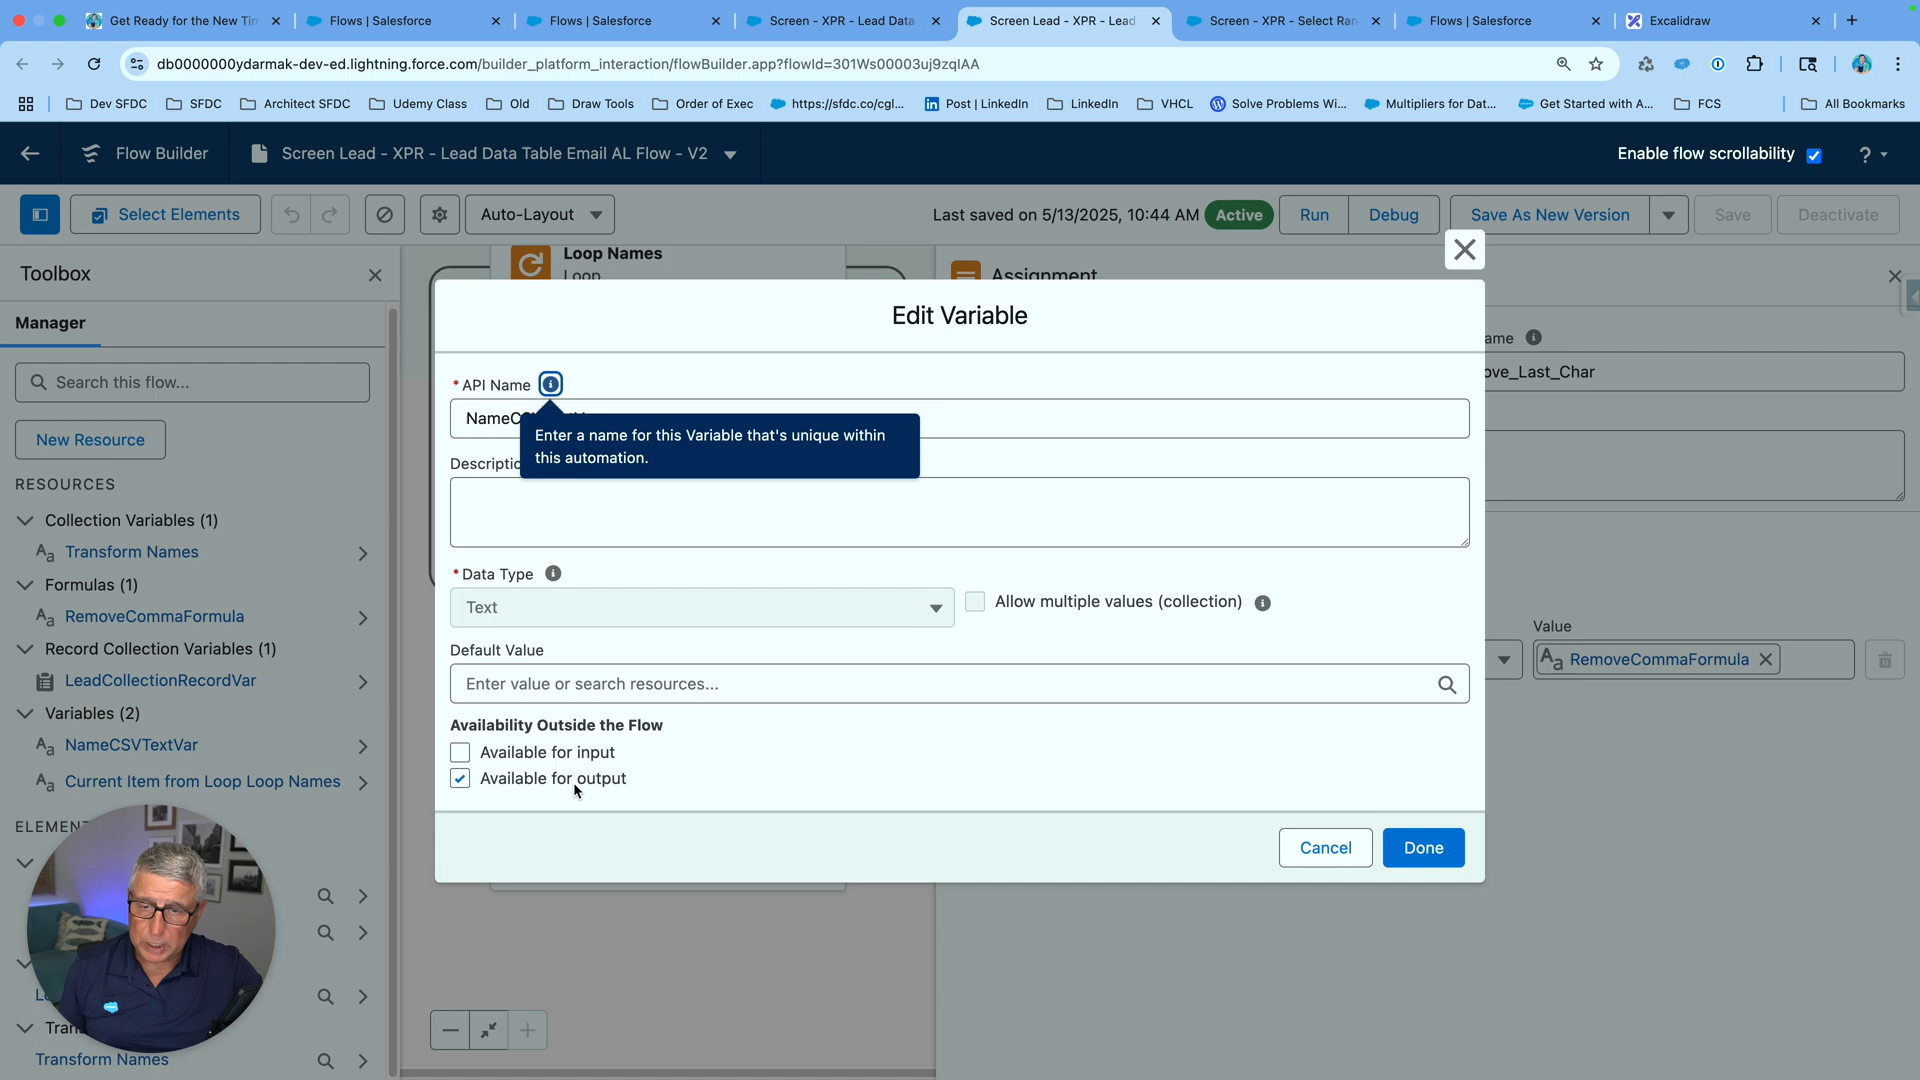 Get Ready for the New Tin
Flows | Salesforce
Flows | Salesforce
Screen - XPR - Lead Data
Screen Lead - XPR - Lead
Screen - XPR - Select Ran
Flows | Salesforce
Excalidraw
db0000000ydarmak-dev-ed.lightning.force.com/builder_platform_interaction/flowBuilder.app?flowId=301Ws00003uj9zqIAA
Dev SFDC
SFDC
Architect SFDC
Udemy Class
Old
Draw Tools
Order of Exec
https://sfdc.co/cgl...
Post | LinkedIn
LinkedIn
VHCL
Solve Problems Wi...
Multipliers for Dat...
Get Started with A...
FCS
All Bookmarks
Flow Builder
Screen Lead - XPR - Lead Data Table Email AL Flow - V2
Enable flow scrollability
?
Select Elements
Auto-Layout
Last saved on 5/13/2025, 10:44 AM
Active
Run
Debug
Save As New Version
Save
Deactivate
Toolbox
Manager
Search this flow...
New Resource
RESOURCES
Collection Variables (1)
Aa Transform Names
Formulas (1)
Aa RemoveCommaFormula
Record Collection Variables (1)
LeadCollectionRecordVar
Variables (2)
Aa NameCSVTextVar
Aa Current Item from Loop Loop Names
ELEMEN
Tran
Transform Names
Loop Names
Loop
Assignment
Edit Variable
* API Name
NameC
Enter a name for this Variable that's unique within
this automation.
Descriptio
* Data Type
Text
Allow multiple values (collection)
Default Value
Enter value or search resources...
Availability Outside the Flow
Available for input
Available for output
Cancel
Done
ame
ove_Last_Char
Value
Aa RemoveCommaFormula